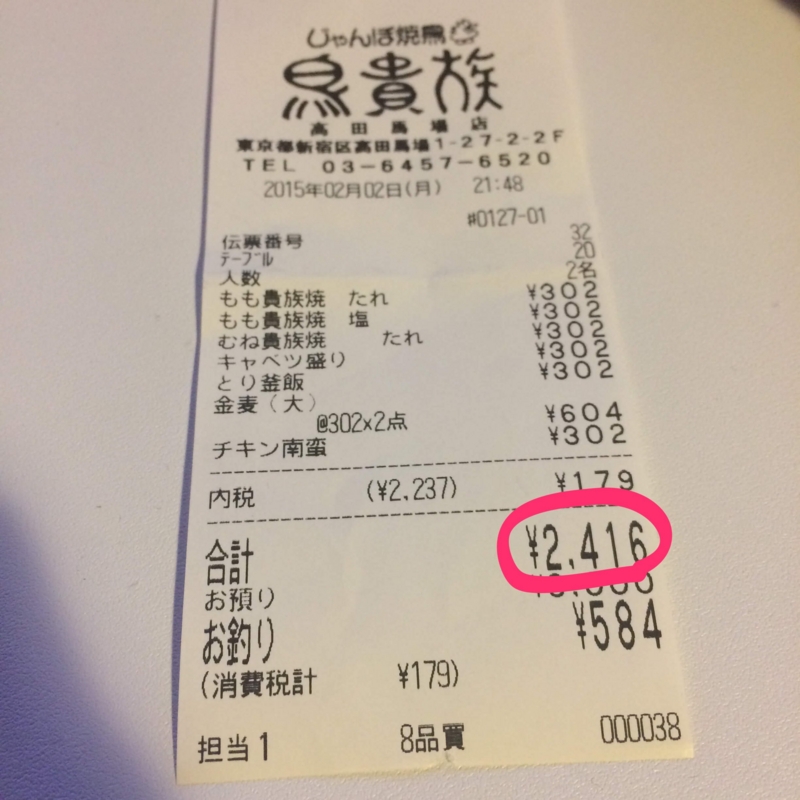 じゃんぼ焼鳥
鳥貴族
高田馬場店
東京都新宿区高田馬場1-27-2-2F
TEL 03-6457-6520
2015年02月02日(月) 21:48
#0127-01
伝票番号 32
テーブル 20
人数 2名
もも貴族焼 たれ ¥302
もも貴族焼 塩 ¥302
むね貴族焼 たれ ¥302
キャベツ盛り ¥302
とり釜飯 ¥302
金麦(大)
@302x2点 ¥604
チキン南蛮 ¥302
内税 (¥2,237) ¥179
合計 ¥2,416
お預り ¥3,000
お釣り ¥584
(消費税計 ¥179)
担当1 8品買 000038